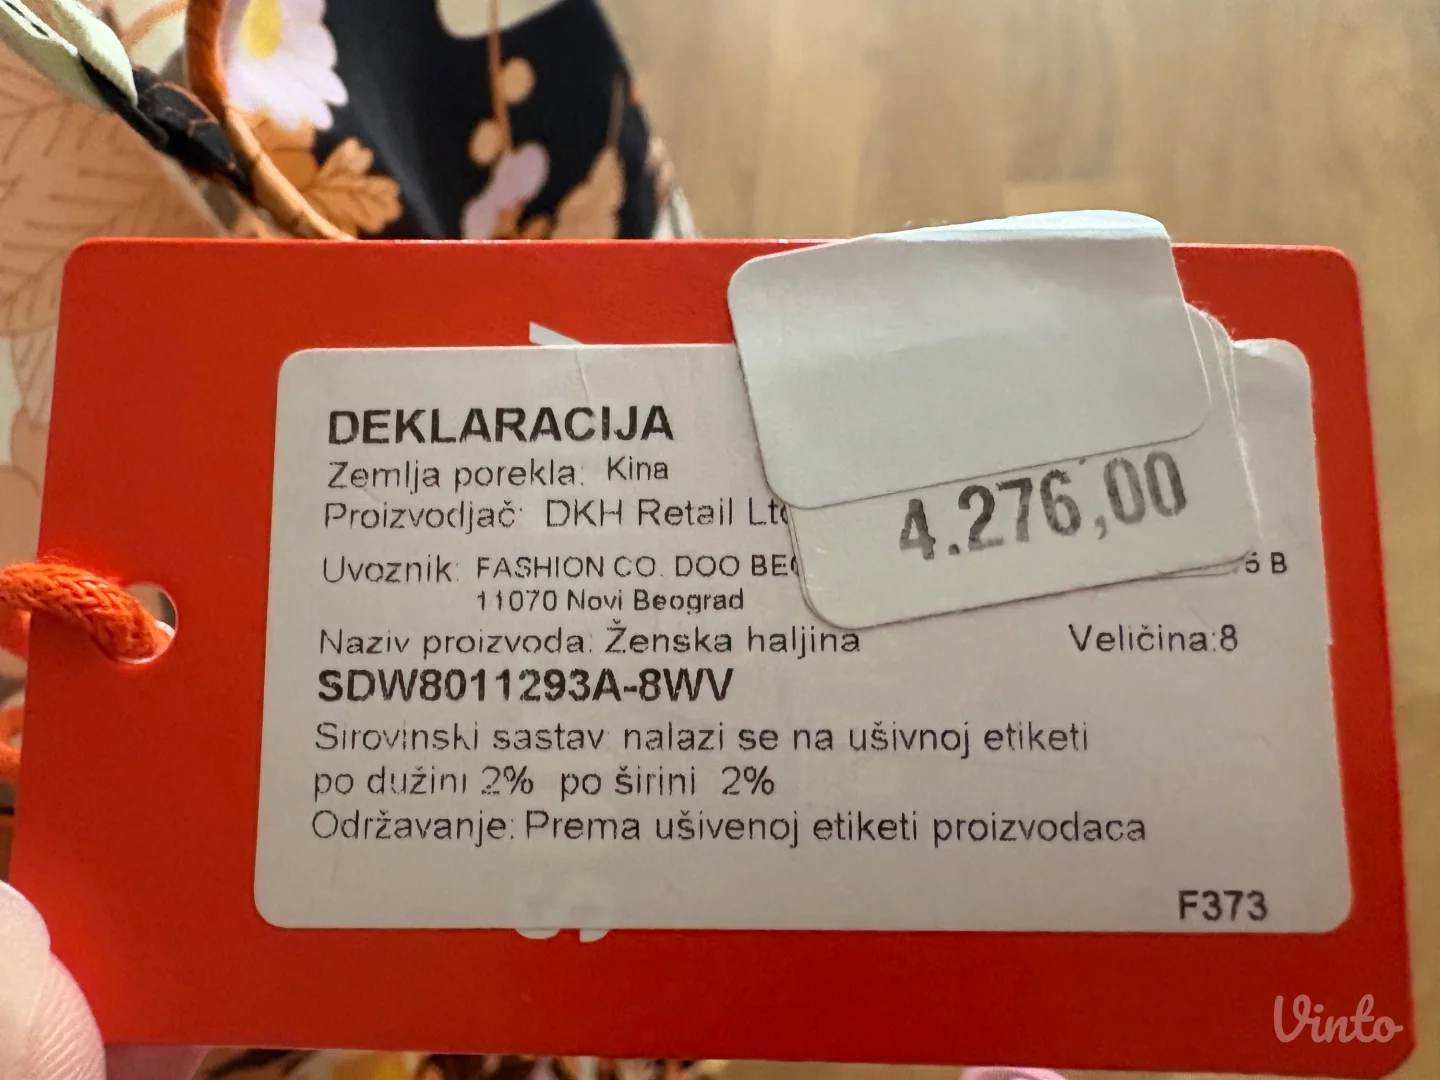 DEKLARACIJA
Zemlja porekla: Kina
Proizvodjač: DKH Retail
4.276,00
Uvoznik: FASHION CO. DOO B
11070 Novi Beograd
Naziv proizvoda: Ženska haljina Veličina:8
SDW8011293A-8WV
Sirovinski sastav nalazi se na ušivnoj etiketi
po dužini 2% po širini 2%
Održavanje: Prema ušivenoj etiketi proizvodaca
F373
Vinto